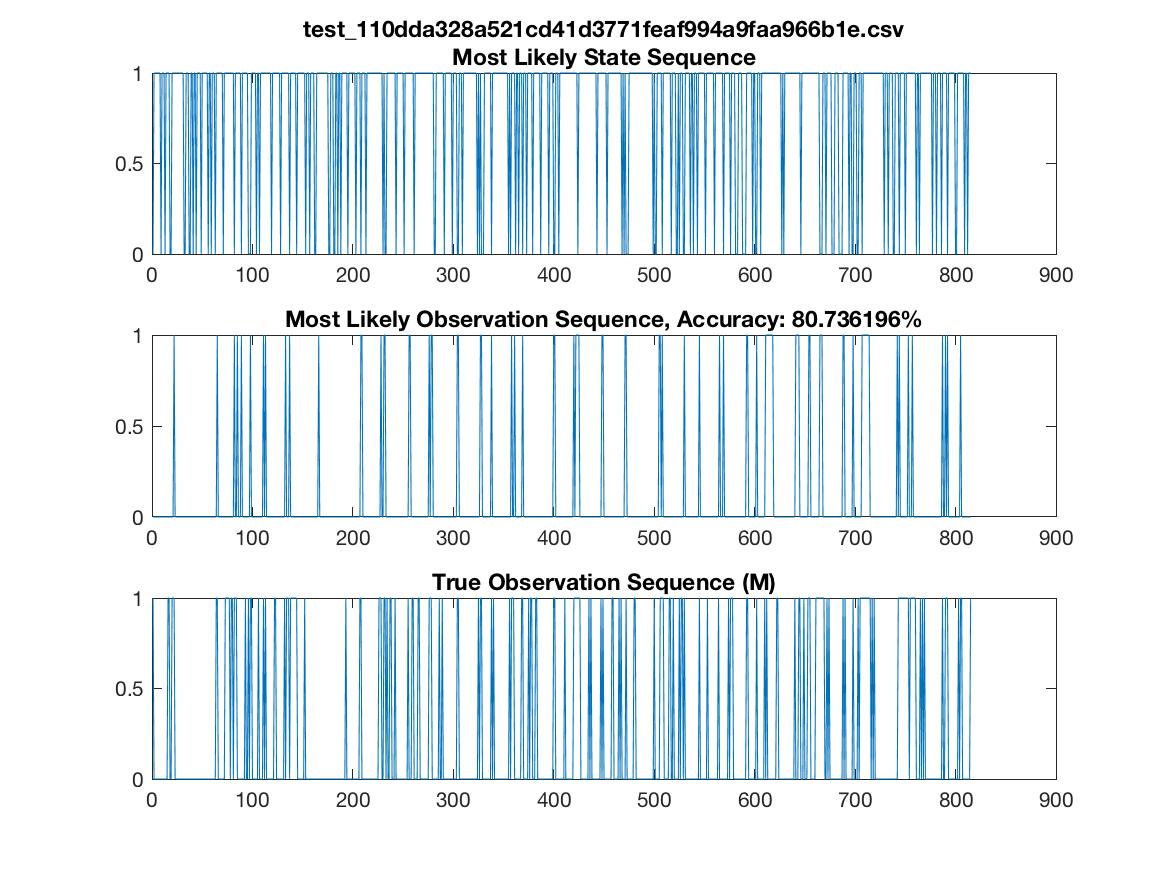 test_110dda328a521cd41d3771feaf994a9faa966b1e.csv
Most Likely State Sequence
1
0.5
0
0 100 200 300 400 500 600 700 800 900
Most Likely Observation Sequence, Accuracy: 80.736196%
1
0.5
0
0 100 200 300 400 500 600 700 800 900
True Observation Sequence (M)
1
0.5
0
0 100 200 300 400 500 600 700 800 900